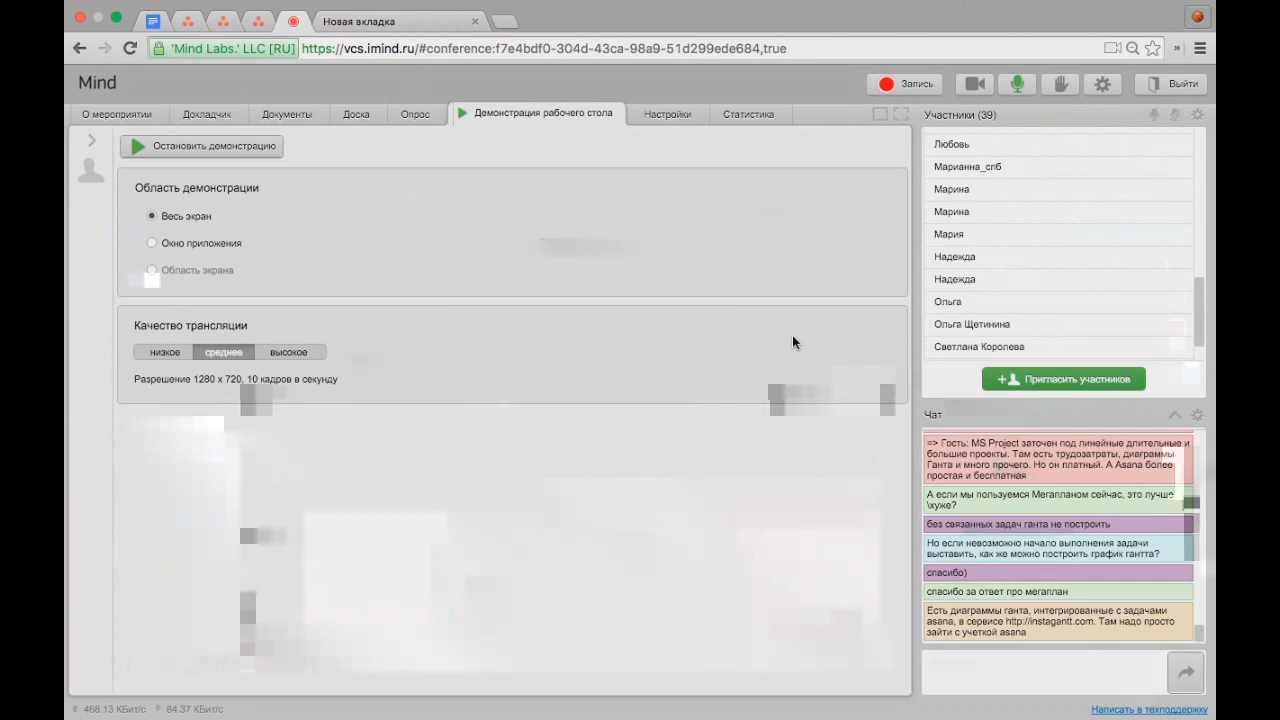 Новая вкладка
'Mind Labs.' LLC [RU] https://vcs.imind.ru/#conference:f7e4bdf0-304d-43ca-98a9-51d299ede684,true
Mind
Запись
Выйти
О мероприятии
Докладчик
Документы
Доска
Опрос
Демонстрация рабочего стола
Настройки
Статистика
Остановить демонстрацию
Область демонстрации
Весь экран
Окно приложения
Область экрана
Качество трансляции
низкое
среднее
высокое
Разрешение 1280 x 720, 10 кадров в секунду
Участники (39)
Любовь
Марианна_спб
Марина
Марина
Мария
Надежда
Надежда
Ольга
Ольга Щетинина
Светлана Королева
Пригласить участников
Чат
=> Гость: MS Project заточен под линейные длительные и
большие проекты. Там есть трудозатраты, диаграммы
Ганта и много прочего. Но он платный. А Asana более
простая и бесплатная
А если мы пользуемся Мегапланом сейчас, это лучше
\хуже?
без связанных задач ганта не построить
Но если невозможно начало выполнения задачи
выставить, как же можно построить график гантта?
спасибо)
спасибо за ответ про мегаплан
Есть диаграммы ганта, интегрированные с задачами
asana, в сервисе http://instagantt.com. Там надо просто
зайти с учеткой asana
468.13 КБит/с
84.37 КБит/с
Написать в техподдержку